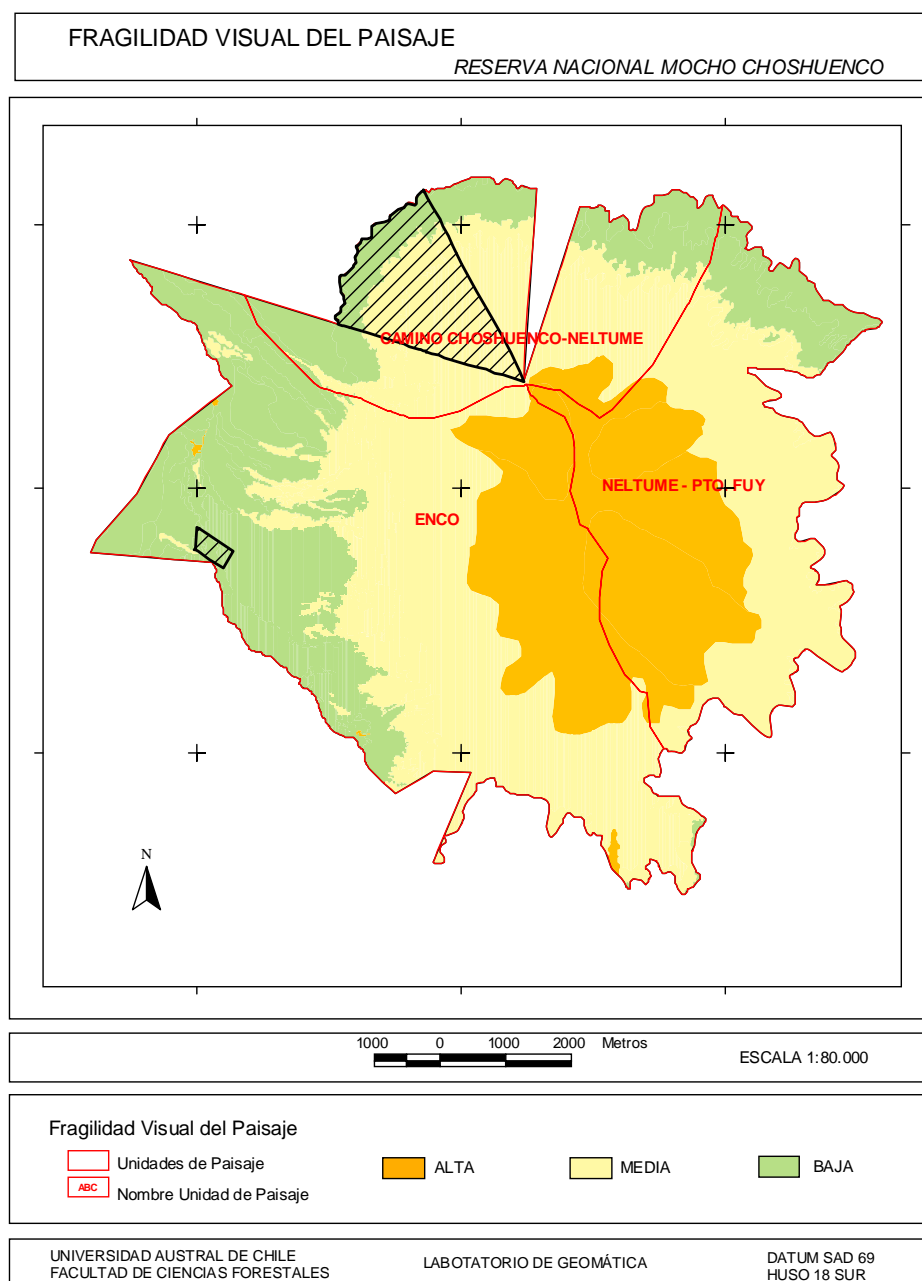 FRAGILIDAD VISUAL DEL PAISAJE
RESERVA NACIONAL MOCHO CHOSHUENCO
CAMINO CHOSHUENCO-NELTUME
NELTUME - PTO. FUY
ENCO
N
1000 0 1000 2000 Metros
ESCALA 1:80.000
Fragilidad Visual del Paisaje
Unidades de Paisaje
ABC Nombre Unidad de Paisaje
ALTA
MEDIA
BAJA
UNIVERSIDAD AUSTRAL DE CHILE
FACULTAD DE CIENCIAS FORESTALES
LABOTATORIO DE GEOMÁTICA
DATUM SAD 69
HUSO 18 SUR